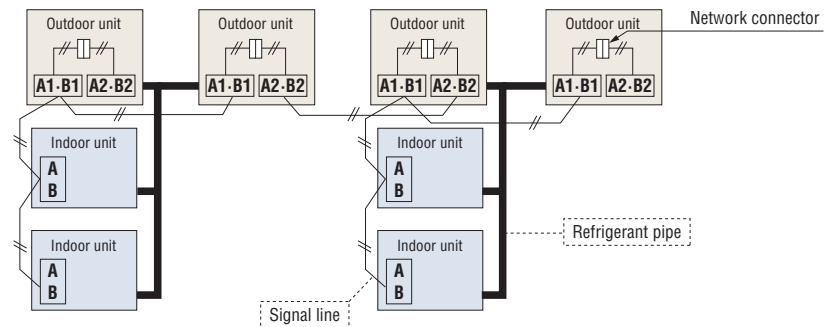 Outdoor unit
Outdoor unit
Outdoor unit
Outdoor unit
Network connector
A1·B1 A2·B2
A1·B1 A2·B2
A1·B1 A2·B2
A1·B1 A2·B2
Indoor unit
A
B
Indoor unit
A
B
Indoor unit
A
B
Indoor unit
A
B
Refrigerant pipe
Signal line